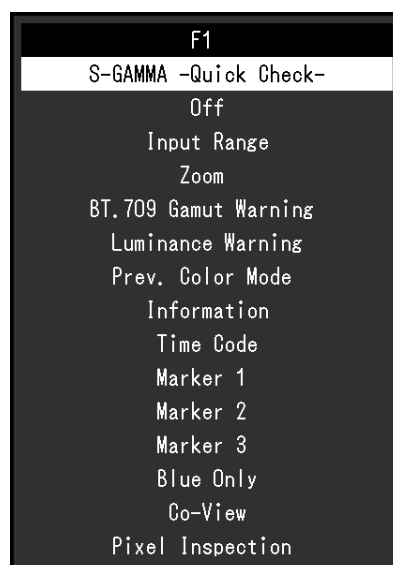 F1
S-GAMMA -Quick Check-
Off
Input Range
Zoom
BT.709 Gamut Warning
Luminance Warning
Prev. Color Mode
Information
Time Code
Marker 1
Marker 2
Marker 3
Blue Only
Co-View
Pixel Inspection